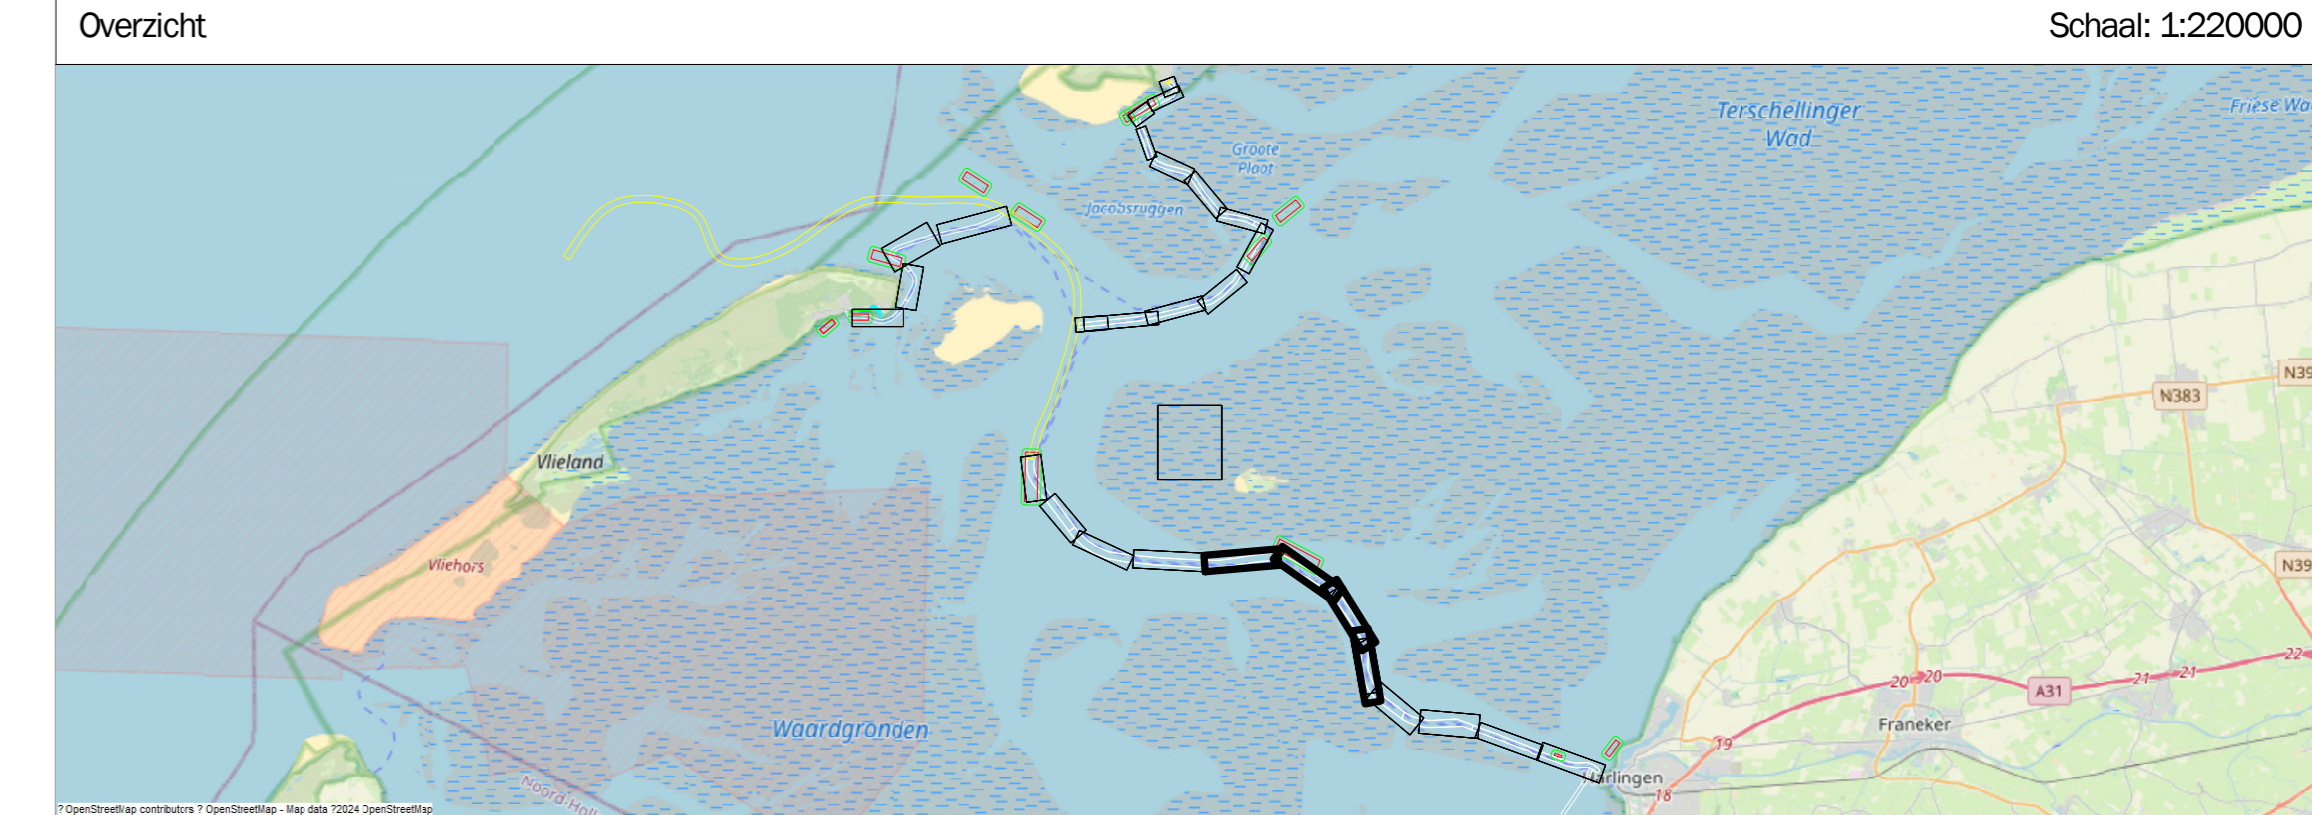 Overzicht
Schaal: 1:220000
Terschellinger
Wad
Friese Wa
Groote
Plaat
Jacobsruggen
N39
N383
Vlieland
Vliehors
N39
22
21
21
20
20
A31
Franeker
Waardgronden
19
Harlingen
18
Noord-Holl
? OpenStreetMap contributors ? OpenStreetMap - Map data ?2024 OpenStreetMap